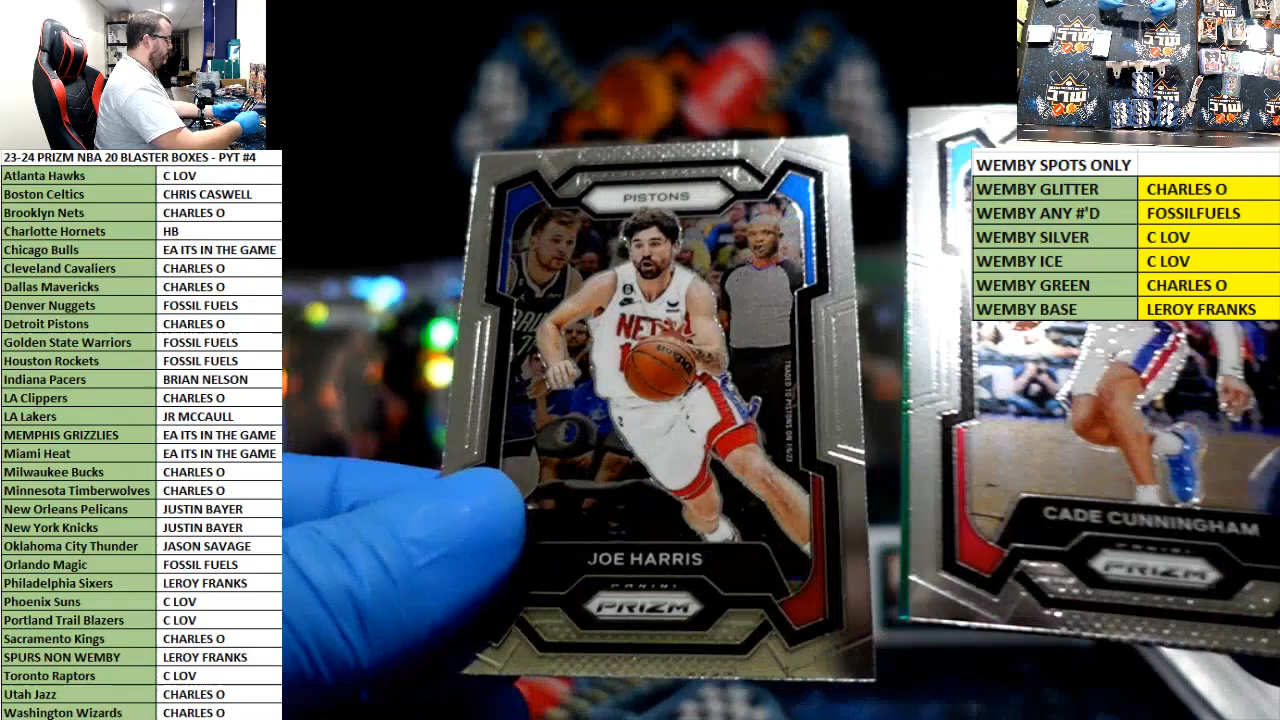 23-24 PRIZM NBA 20 BLASTER BOXES - PYT #4
Atlanta Hawks C LOV
Boston Celtics CHRIS CASWELL
Brooklyn Nets CHARLES O
Charlotte Hornets HB
Chicago Bulls EA ITS IN THE GAME
Cleveland Cavaliers CHARLES O
Dallas Mavericks CHARLES O
Denver Nuggets FOSSIL FUELS
Detroit Pistons CHARLES O
Golden State Warriors FOSSIL FUELS
Houston Rockets FOSSIL FUELS
Indiana Pacers BRIAN NELSON
LA Clippers CHARLES O
LA Lakers JR MCCAULL
MEMPHIS GRIZZLIES EA ITS IN THE GAME
Miami Heat EA ITS IN THE GAME
Milwaukee Bucks CHARLES O
Minnesota Timberwolves CHARLES O
New Orleans Pelicans JUSTIN BAYER
New York Knicks JUSTIN BAYER
Oklahoma City Thunder JASON SAVAGE
Orlando Magic FOSSIL FUELS
Philadelphia Sixers LEROY FRANKS
Phoenix Suns C LOV
Portland Trail Blazers C LOV
Sacramento Kings CHARLES O
SPURS NON WEMBY LEROY FRANKS
Toronto Raptors C LOV
Utah Jazz CHARLES O
Washington Wizards CHARLES O
PISTONS
NETS
TRADED TO PISTONS ON
JOE HARRIS
PANINI
PRIZM
WEMBY SPOTS ONLY
WEMBY GLITTER CHARLES O
WEMBY ANY #'D FOSSILFUELS
WEMBY SILVER C LOV
WEMBY ICE C LOV
WEMBY GREEN CHARLES O
WEMBY BASE LEROY FRANKS
CADE CUNNINGHAM
PANINI
PRIZM